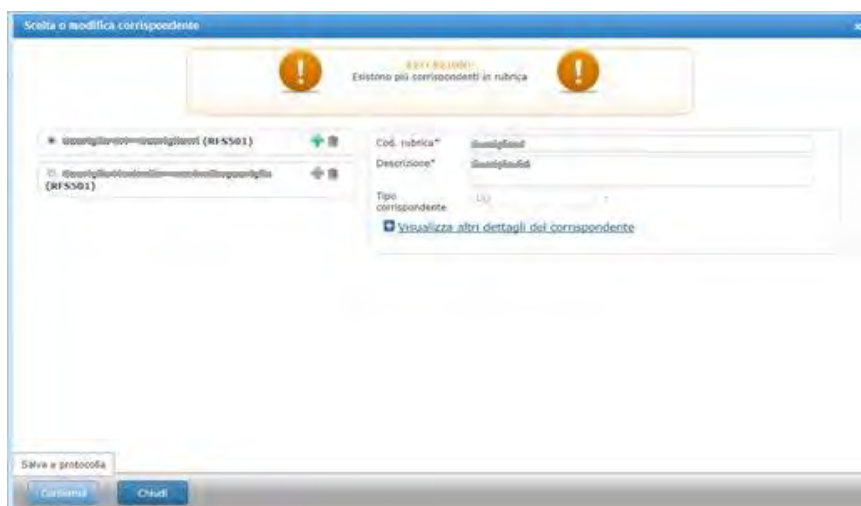 Scelta o modifica corrispondente
x
Esistono più corrispondenti in rubrica
(RFS501)
(RFS501)
Cod. rubrica*
Descrizione*
Tipo
corrispondente
UO
Visualizza altri dettagli del corrispondente
Salva e protocolla
Conferma
Chiudi